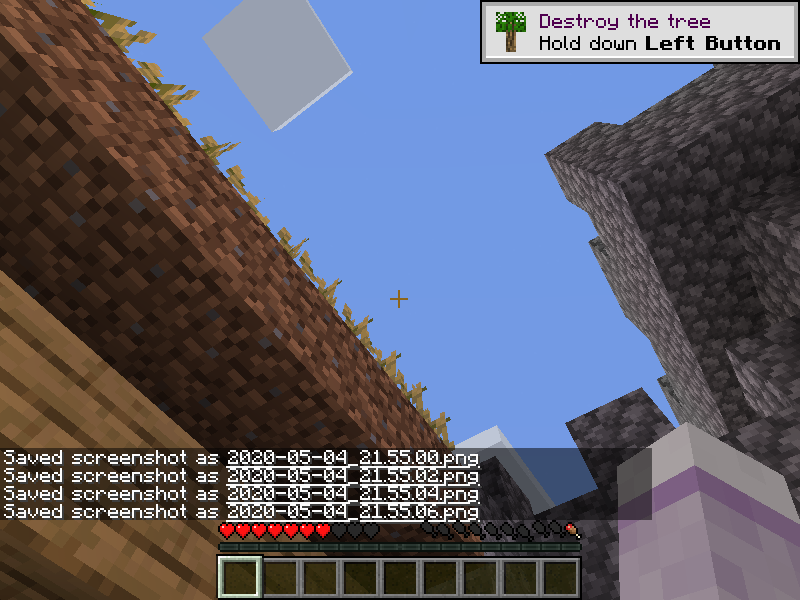 Destroy the tree
Hold down Left Button
Saved screenshot as 2020-05-04_21.55.00.png
Saved screenshot as 2020-05-04_21.55.02.png
Saved screenshot as 2020-05-04_21.55.04.png
Saved screenshot as 2020-05-04_21.55.06.png